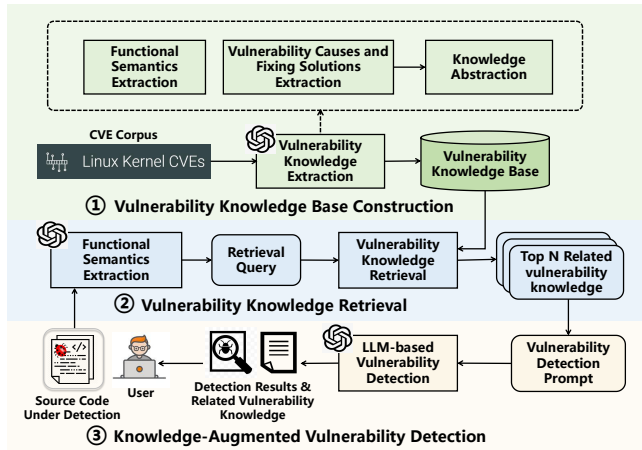 Functional
Semantics
Extraction
Vulnerability Causes and
Fixing Solutions
Extraction
Knowledge
Abstraction
CVE Corpus
Linux Kernel CVEs
Vulnerability
Knowledge
Extraction
Vulnerability
Knowledge Base
① Vulnerability Knowledge Base Construction
Functional
Semantics
Extraction
Retrieval
Query
Vulnerability
Knowledge
Retrieval
Top N Related
vulnerability
knowledge
② Vulnerability Knowledge Retrieval
</>
Source Code
Under Detection
User
Detection Results &
Related Vulnerability
Knowledge
LLM-based
Vulnerability
Detection
Vulnerability
Detection
Prompt
③ Knowledge-Augmented Vulnerability Detection